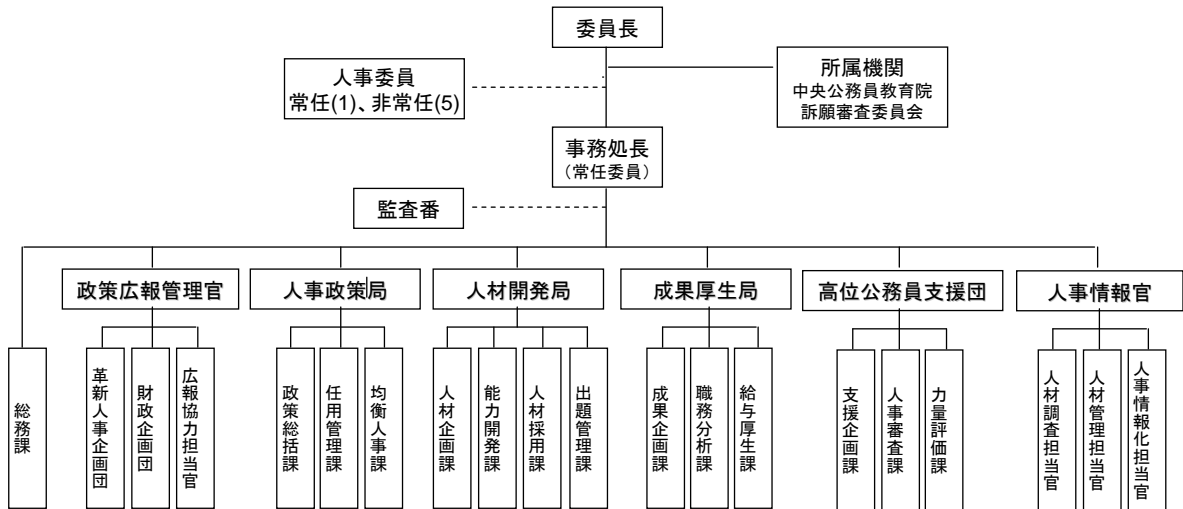 委員長
人事委員
常任(1)、非常任(5)
所属機関
中央公務員教育院
訴願審査委員会
事務処長
(常任委員)
監査番
政策広報管理官
人事政策局
人材開発局
成果厚生局
高位公務員支援団
人事情報官
総務課
革新人事企画団
財政企画団
広報協力担当官
政策総括課
任用管理課
均衡人事課
人材企画課
能力開発課
人材採用課
出題管理課
成果企画課
職務分析課
給与厚生課
支援企画課
人事審査課
力量評価課
人材調査担当官
人材管理担当官
人事情報化担当官